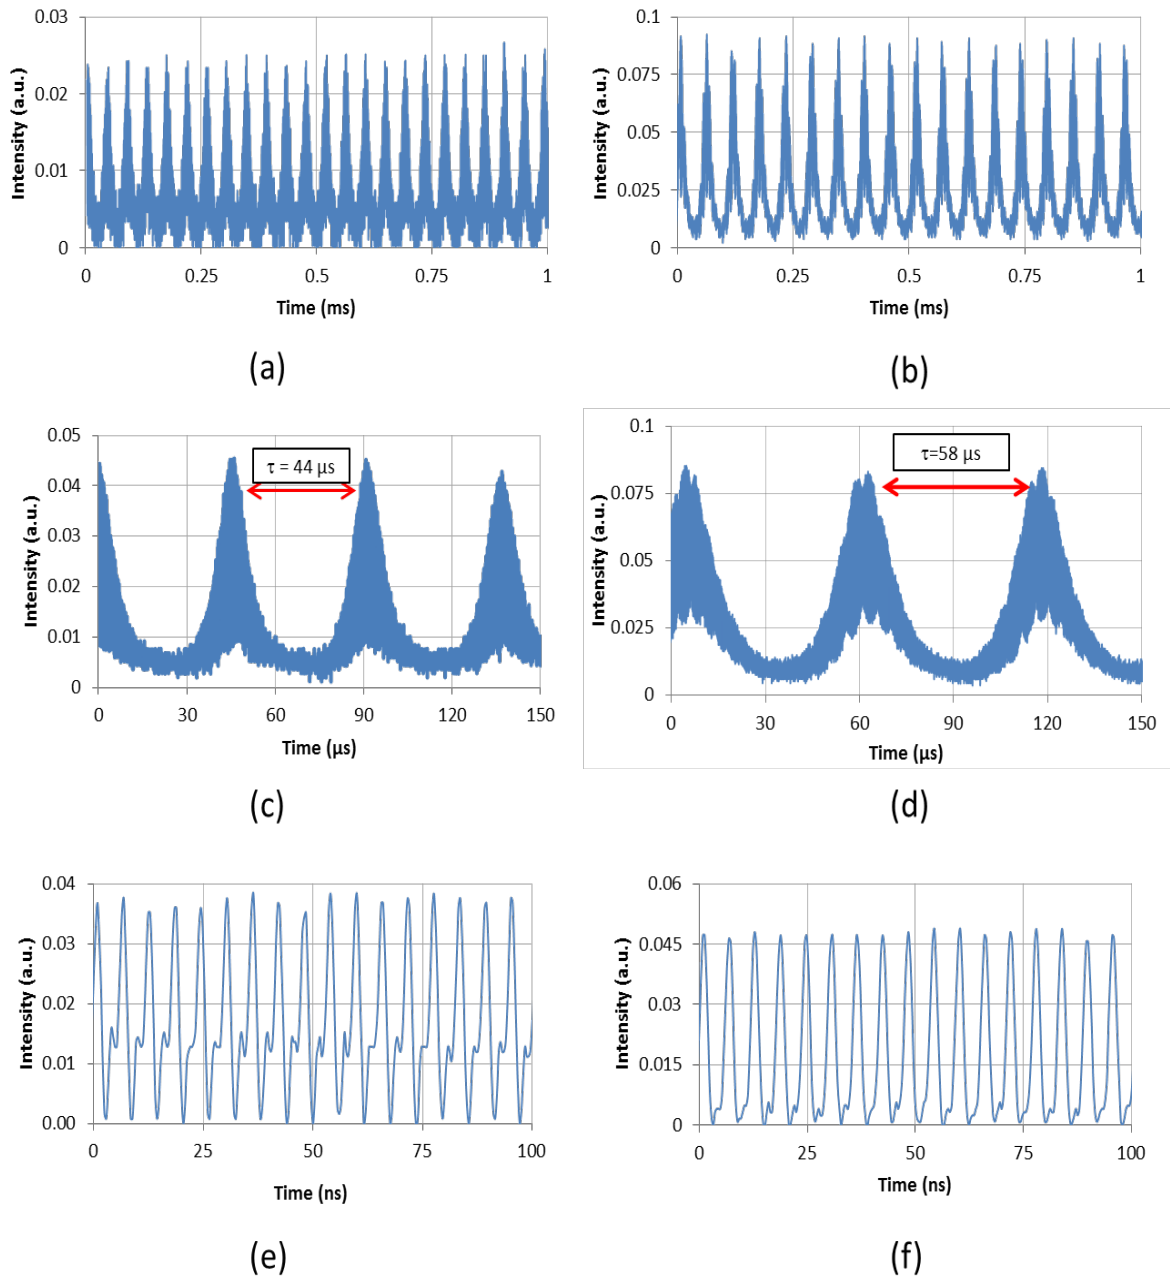 0.03
0.02
0.01
0
Intensity (a.u.)
0 0.25 0.5 0.75 1
Time (ms)
(a)
0.1
0.075
0.05
0.025
0
Intensity (a.u.)
0 0.25 0.5 0.75 1
Time (ms)
(b)
0.05
0.04
0.03
0.02
0.01
0
Intensity (a.u.)
τ = 44 µs
0 30 60 90 120 150
Time (µs)
(c)
0.1
0.075
0.05
0.025
0
Intensity (a.u.)
τ=58 µs
0 30 60 90 120 150
Time (µs)
(d)
0.04
0.03
0.02
0.01
0.00
Intensity (a.u.)
0 25 50 75 100
Time (ns)
(e)
0.06
0.045
0.03
0.015
0
Intensity (a.u.)
0 25 50 75 100
Time (ns)
(f)